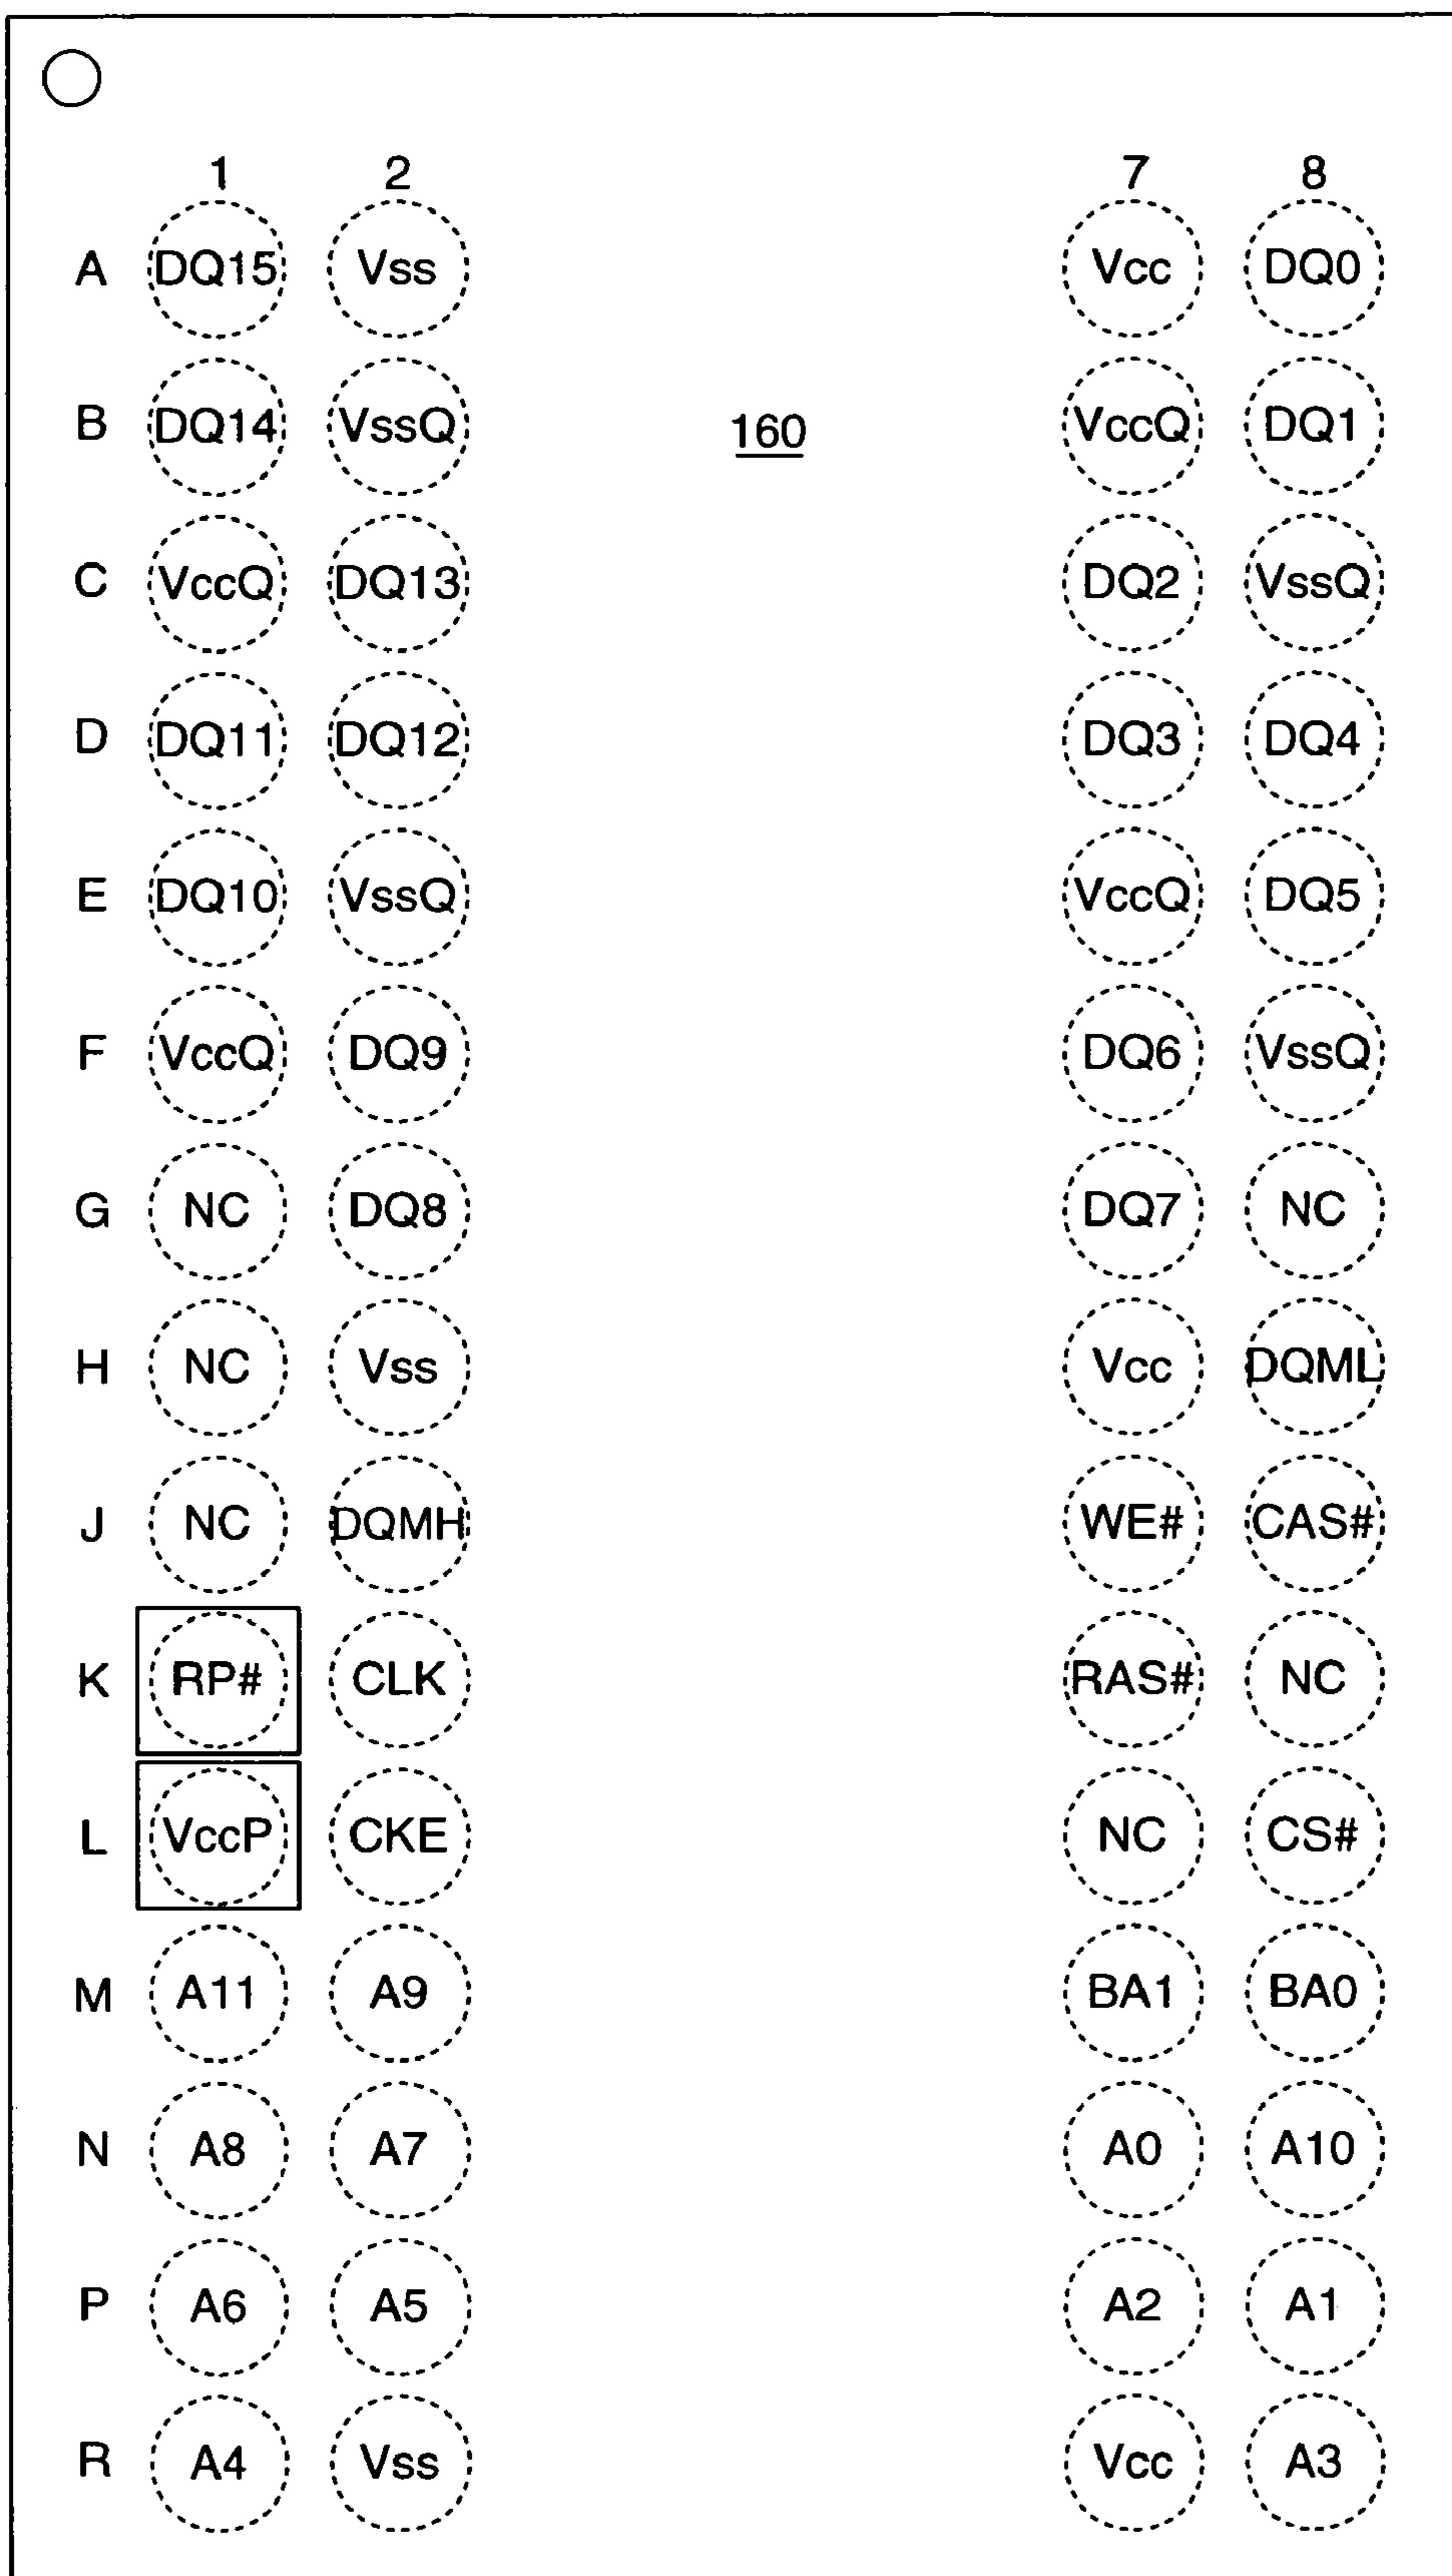 1 2 7 8
A DQ15 Vss Vcc DQ0
B DQ14 VssQ 160 VccQ DQ1
C VccQ DQ13 DQ2 VssQ
D DQ11 DQ12 DQ3 DQ4
E DQ10 VssQ VccQ DQ5
F VccQ DQ9 DQ6 VssQ
G NC DQ8 DQ7 NC
H NC Vss Vcc DQML
J NC DQMH WE# CAS#
K RP# CLK RAS# NC
L VccP CKE NC CS#
M A11 A9 BA1 BA0
N A8 A7 A0 A10
P A6 A5 A2 A1
R A4 Vss Vcc A3